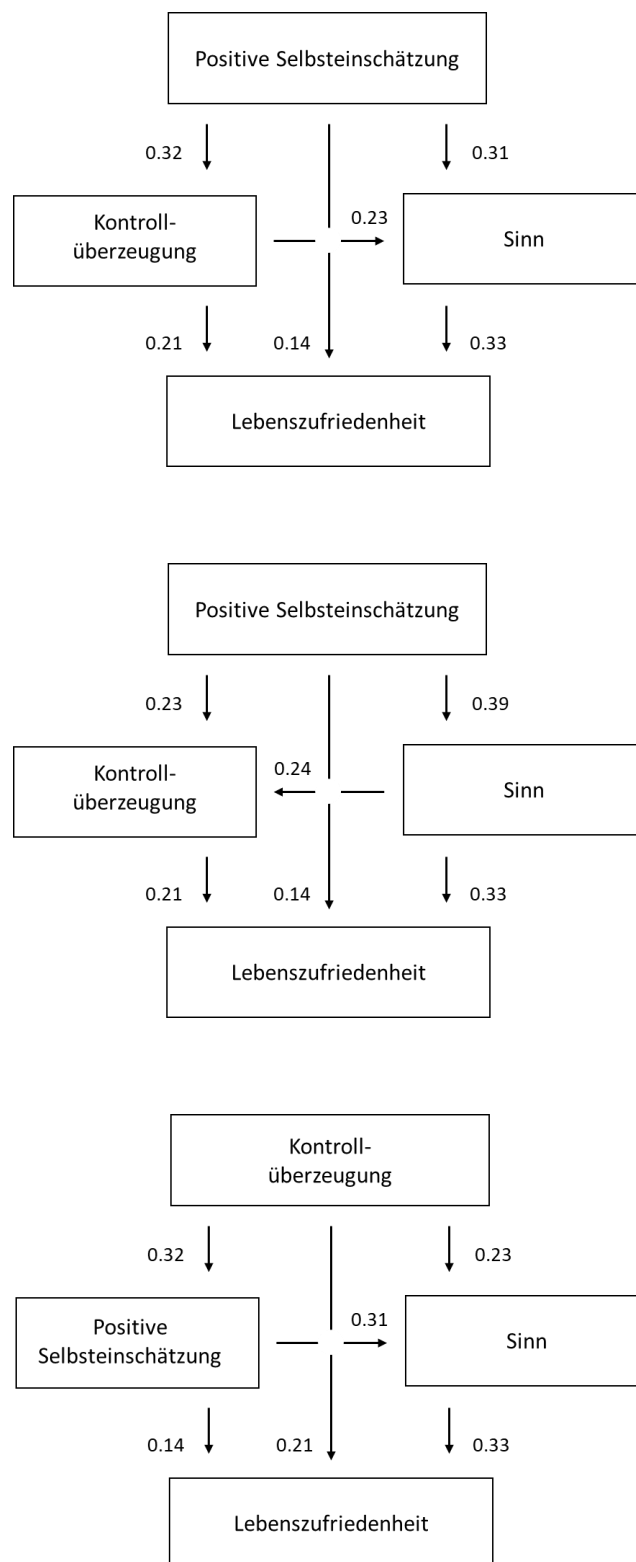 Positive Selbsteinschätzung
0.32
0.31
Kontroll-
überzeugung
0.23
Sinn
0.21
0.14
0.33
Lebenszufriedenheit
Positive Selbsteinschätzung
0.23
0.39
Kontroll-
überzeugung
0.24
Sinn
0.21
0.14
0.33
Lebenszufriedenheit
Kontroll-
überzeugung
0.32
0.23
Positive
Selbsteinschätzung
0.31
Sinn
0.14
0.21
0.33
Lebenszufriedenheit